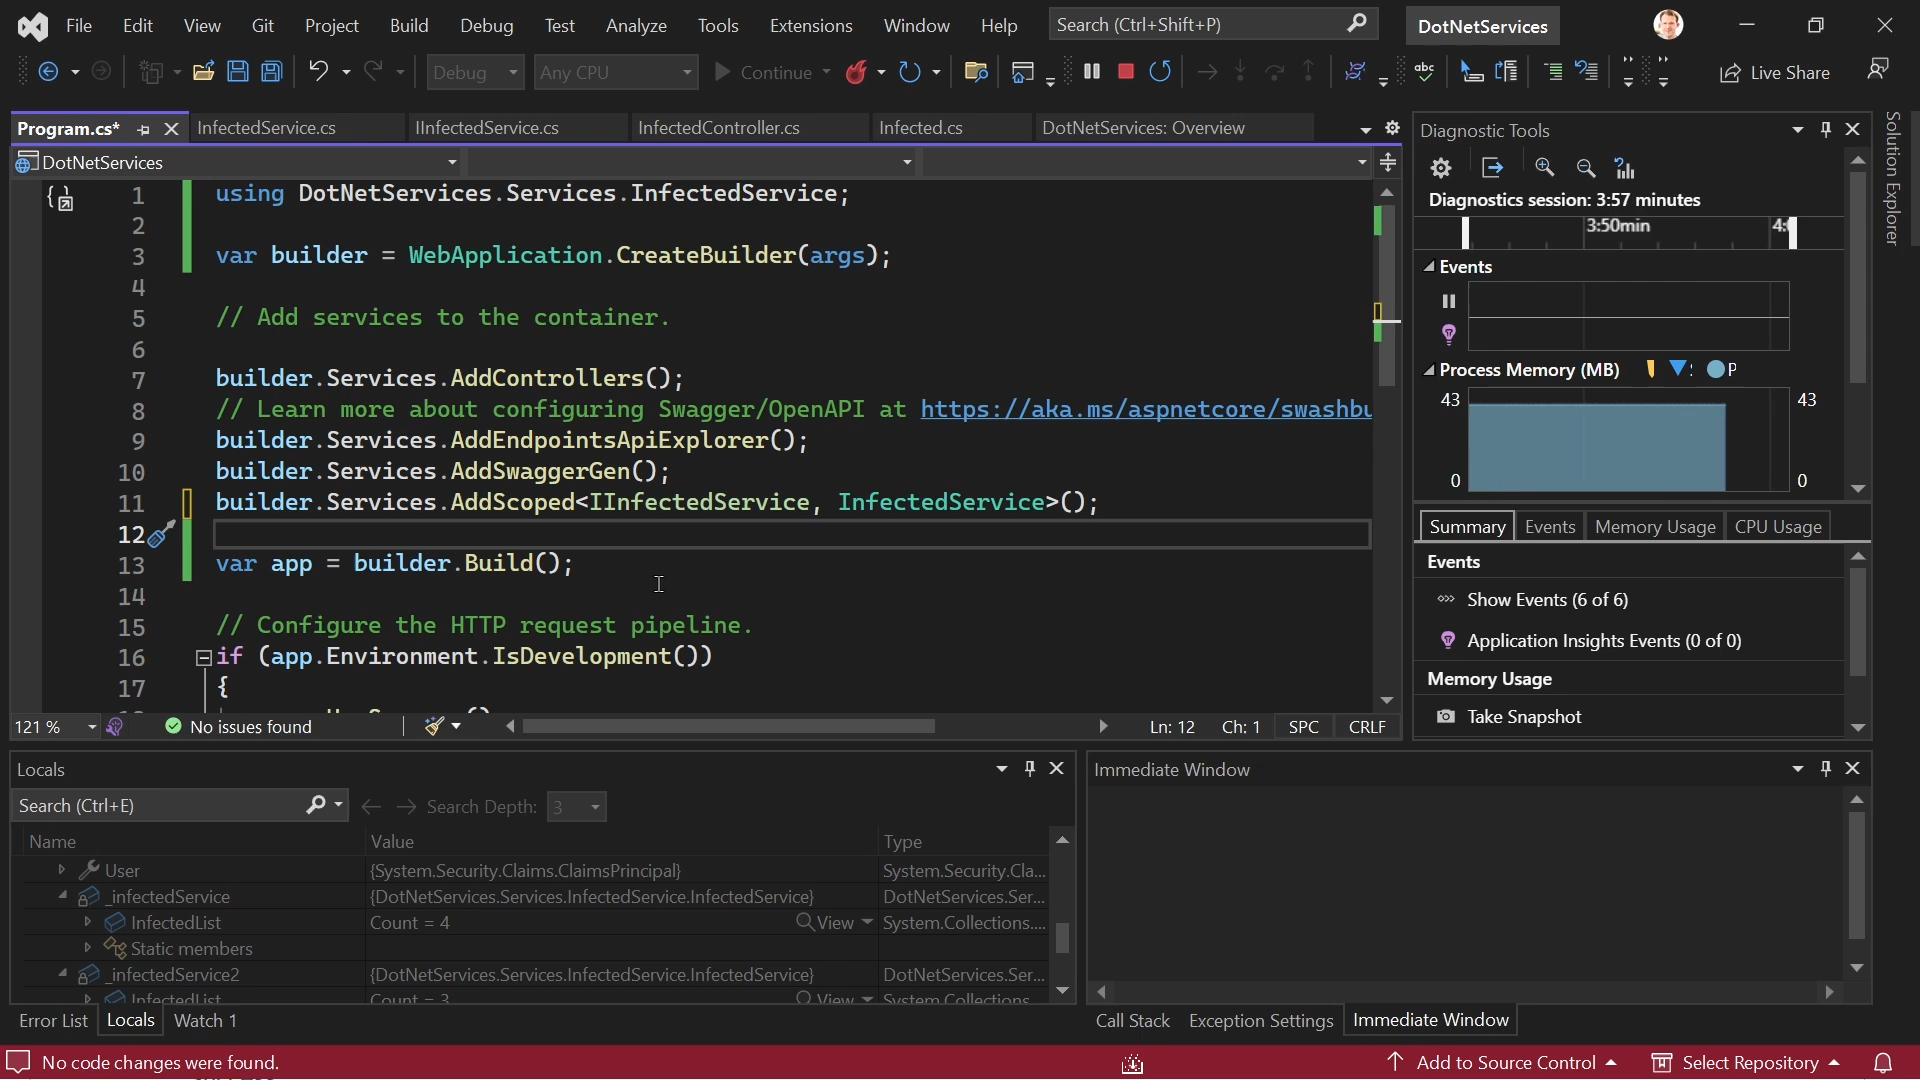 File Edit View Git Project Build Debug Test Analyze Tools Extensions Window Help Search (Ctrl+Shift+P) DotNetServices
Debug Any CPU Continue Live Share
Program.cs* InfectedService.cs IInfectedService.cs InfectedController.cs Infected.cs DotNetServices: Overview
DotNetServices
1 using DotNetServices.Services.InfectedService;
2
3 var builder = WebApplication.CreateBuilder(args);
4
5 // Add services to the container.
6
7 builder.Services.AddControllers();
8 // Learn more about configuring Swagger/OpenAPI at https://aka.ms/aspnetcore/swashbu
9 builder.Services.AddEndpointsApiExplorer();
10 builder.Services.AddSwaggerGen();
11 builder.Services.AddScoped<IInfectedService, InfectedService>();
12
13 var app = builder.Build();
14
15 // Configure the HTTP request pipeline.
16 if (app.Environment.IsDevelopment())
17 {
121 % No issues found Ln: 12 Ch: 1 SPC CRLF
Diagnostic Tools
Diagnostics session: 3:57 minutes
3:50min
Events
Process Memory (MB) P
43 43
0 0
Summary Events Memory Usage CPU Usage
Events
Show Events (6 of 6)
Application Insights Events (0 of 0)
Memory Usage
Take Snapshot
Solution Explorer
Locals
Search (Ctrl+E) Search Depth: 3
Name Value Type
User {System.Security.Claims.ClaimsPrincipal} System.Security.Cla...
_infectedService {DotNetServices.Services.InfectedService.InfectedService} DotNetServices.Ser...
InfectedList Count = 4 View System.Collections....
Static members
_infectedService2 {DotNetServices.Services.InfectedService.InfectedService} DotNetServices.Ser...
InfectedList Count = 3 View System.Collections
Error List Locals Watch 1
Immediate Window
Call Stack Exception Settings Immediate Window
No code changes were found. Add to Source Control Select Repository